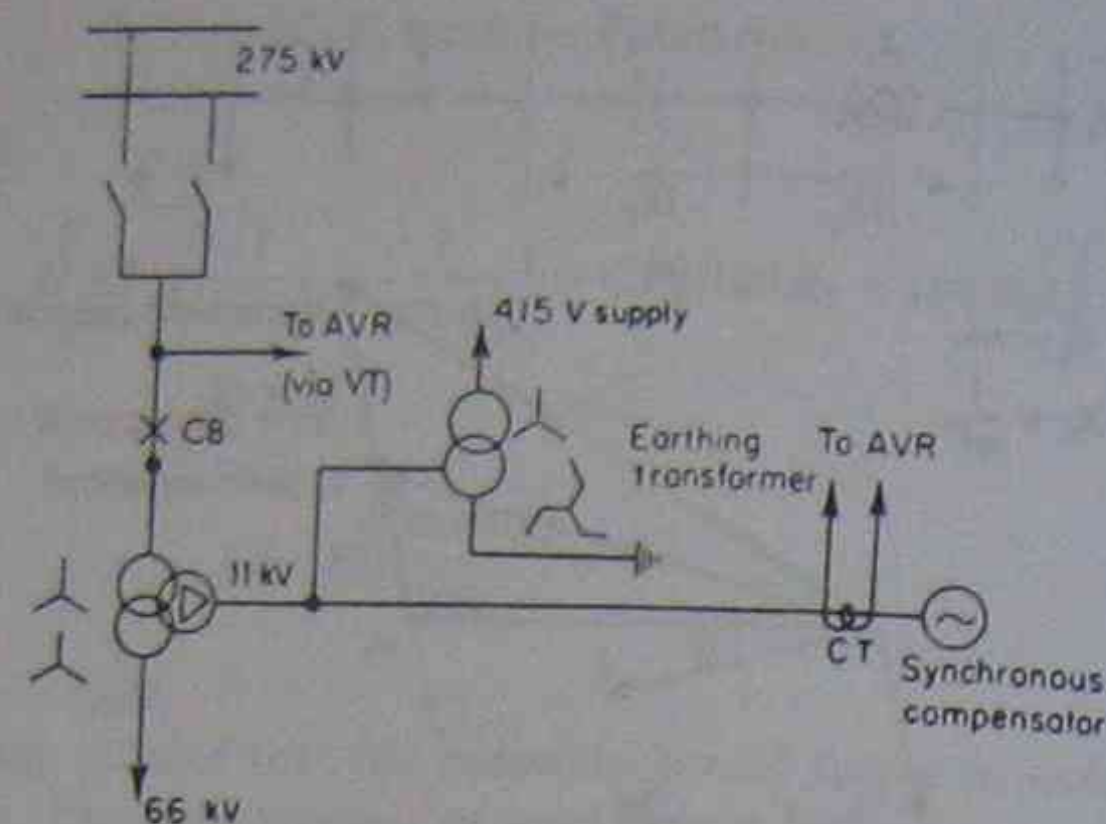 275 kV
To AVR
(via VT)
CB
415 V supply
Earthing
transformer
To AVR
11 kV
CT
Synchronous
compensator
66 kV